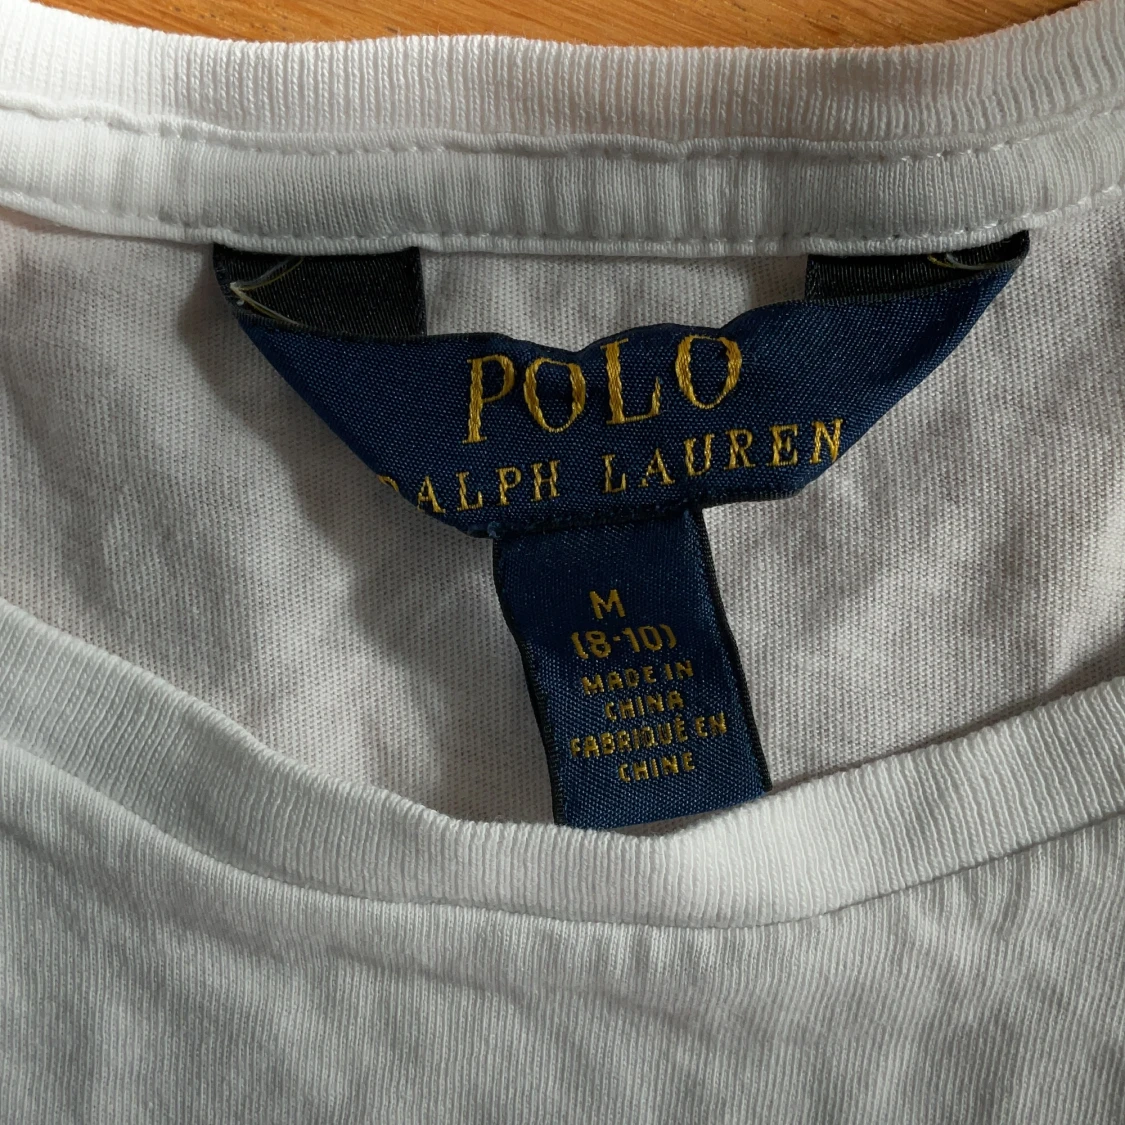 POLO
RALPH LAUREN
M
(8-10)
MADE IN
CHINA
FABRIQUÉ EN
CHINE